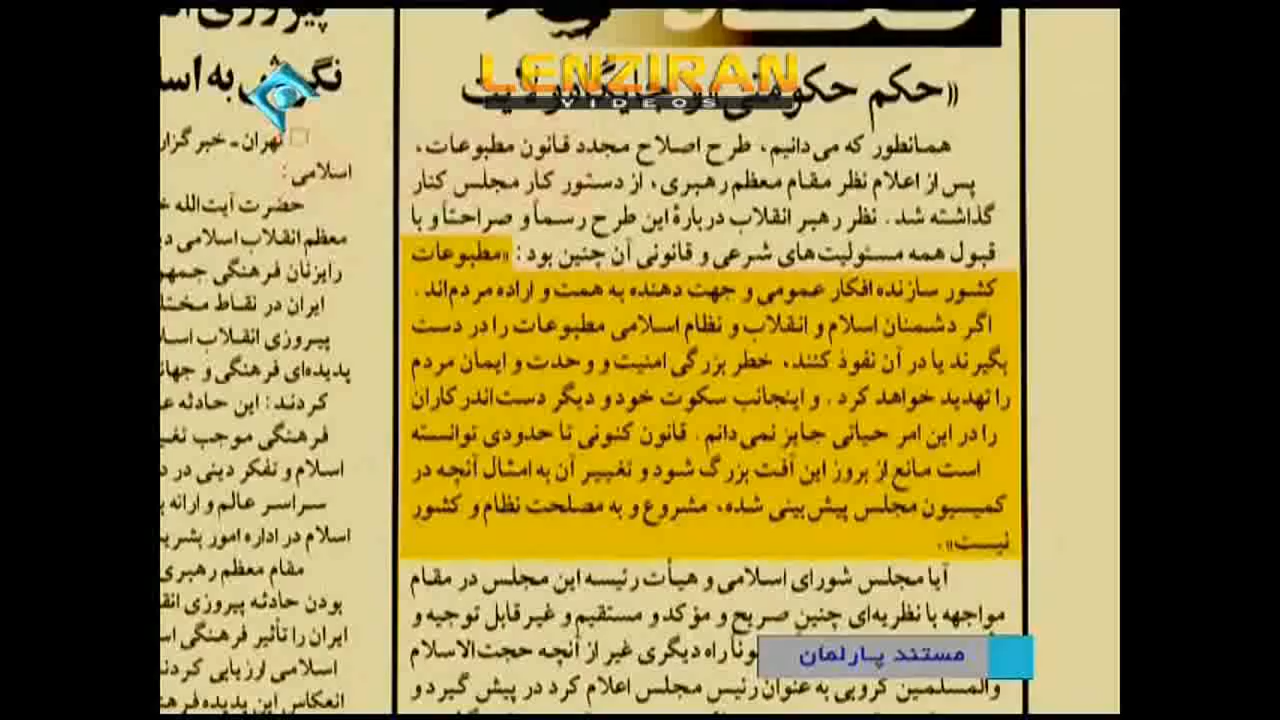 LENZIRAN
VIDEOS
«حکم حکومتی و جایگاه ولایت
همانطور که می‌دانیم، طرح اصلاح مجدد قانون مطبوعات،
پس از اعلام نظر مقام معظم رهبری، از دستور کار مجلس کنار
گذاشته شد. نظر رهبر انقلاب دربارهٔ این طرح رسماً و صراحتاً و با
قبول همه مسئولیت‌های شرعی و قانونی آن چنین بود: «مطبوعات
کشور سازنده افکار عمومی و جهت دهنده به همت و اراده مردم‌اند.
اگر دشمنان اسلام و انقلاب و نظام اسلامی مطبوعات را در دست
بگیرند یا در آن نفوذ کنند، خطر بزرگی امنیت و وحدت و ایمان مردم
را تهدید خواهد کرد. و اینجانب سکوت خود و دیگر دست‌اندرکاران
را در این امر حیاتی جایز نمی‌دانم. قانون کنونی تا حدودی توانسته
است مانع از بروز این آفت بزرگ شود و تغییر آن به امثال آنچه در
کمیسیون مجلس پیش‌بینی شده، مشروع و به مصلحت نظام و کشور
نیست».
آیا مجلس شورای اسلامی و هیأت رئیسه این مجلس در مقام
مواجهه با نظریه‌ای چنین صریح و مؤکد و مستقیم و غیر قابل توجیه و
راه دیگری غیر از آنچه حجت‌الاسلام
والمسلمین کروبی به عنوان رئیس مجلس اعلام کرد در پیش گیرد و
پیروزی
به
تهران ـ خبرگزار
اسلامی:
حضرت آیت‌الله
معظم انقلاب اسلامی
رایزنان فرهنگی
ایران در نقاط
پیروزی انقلاب
پدیده‌ای فرهنگی و
کردند: این حادثه
فرهنگی موجب
اسلام و تفکر دینی در
سراسر عالم و ارائه
اسلام در اداره امور
مقام معظم رهبری
بودن حادثه پیروزی
ایران را تأثیر فرهنگی
اسلامی ارزیابی کردند
انعکاس این پدیده
مستند پارلمان